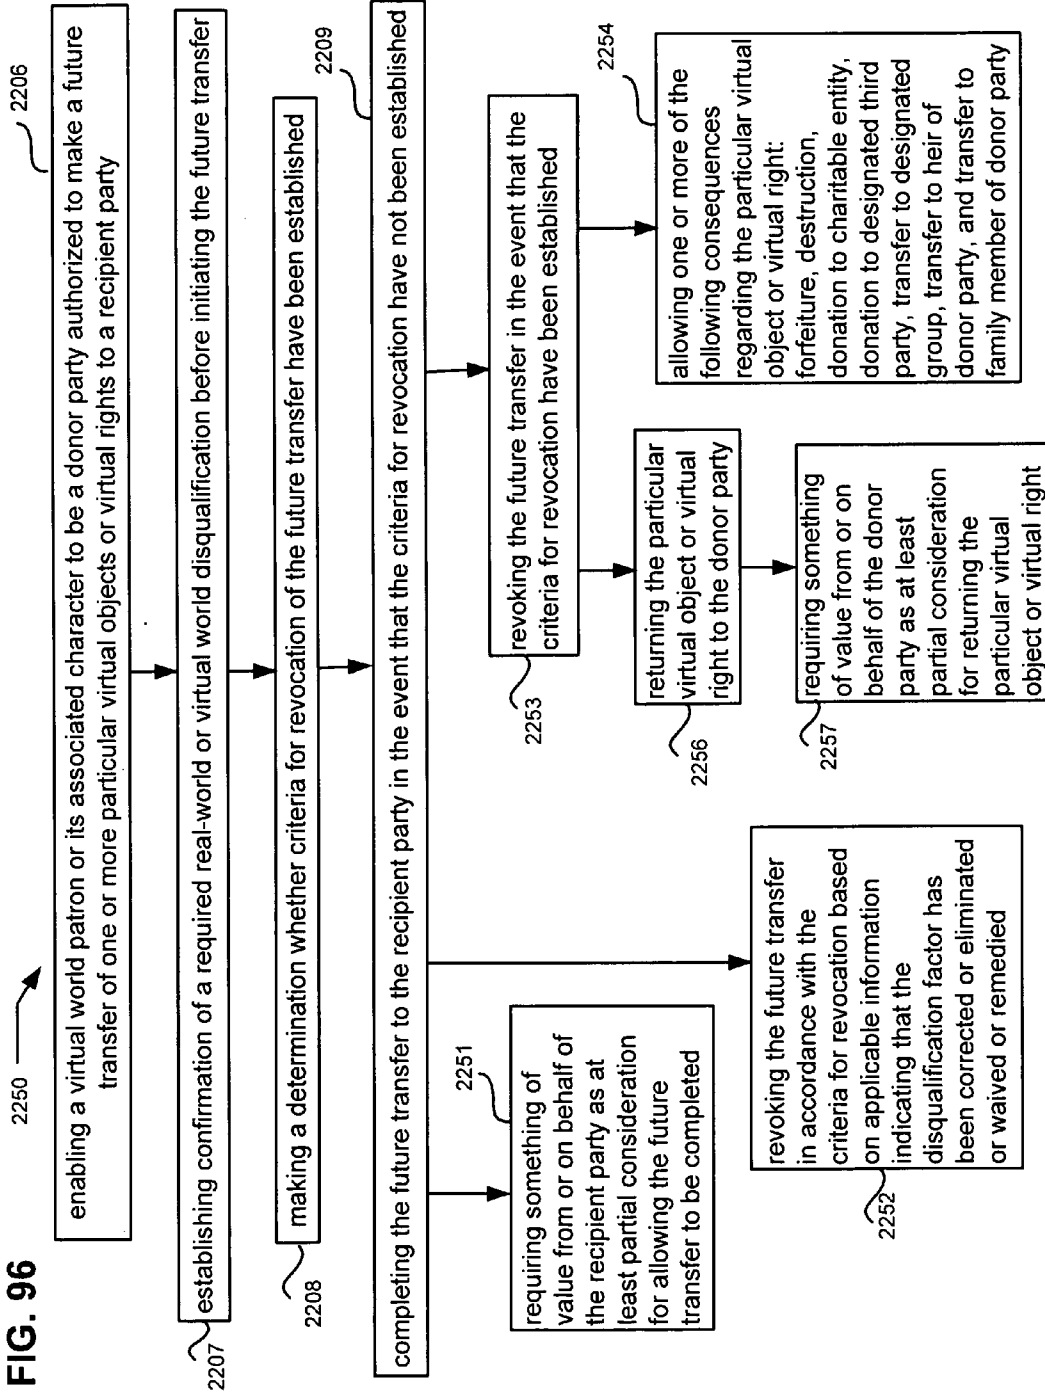 FIG. 96
2250
2206
enabling a virtual world patron or its associated character to be a donor party authorized to make a future
transfer of one or more particular virtual objects or virtual rights to a recipient party
2207
establishing confirmation of a required real-world or virtual world disqualification before initiating the future transfer
2208
making a determination whether criteria for revocation of the future transfer have been established
2209
completing the future transfer to the recipient party in the event that the criteria for revocation have not been established
2251
requiring something of
value from or on behalf of
the recipient party as at
least partial consideration
for allowing the future
transfer to be completed
2252
revoking the future transfer
in accordance with the
criteria for revocation based
on applicable information
indicating that the
disqualification factor has
been corrected or eliminated
or waived or remedied
2253
revoking the future transfer in the event that the
criteria for revocation have been established
2256
returning the particular
virtual object or virtual
right to the donor party
2257
requiring something
of value from or on
behalf of the donor
party as at least
partial consideration
for returning the
particular virtual
object or virtual right
2254
allowing one or more of the
following consequences
regarding the particular virtual
object or virtual right:
forfeiture, destruction,
donation to charitable entity,
donation to designated third
party, transfer to designated
group, transfer to heir of
donor party, and transfer to
family member of donor party